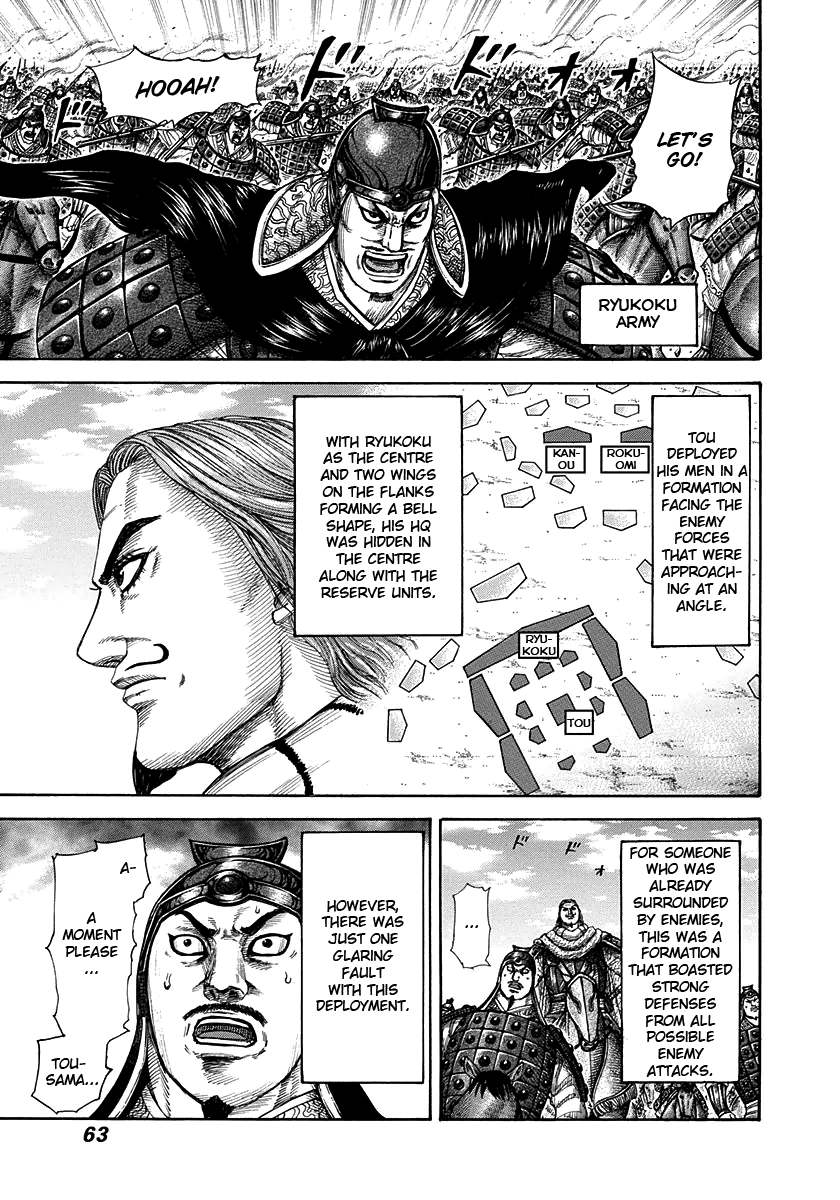 LET'S
GO!
ォォ
ドドドド
HOOAH!
RYUKOKU
ARMY
TOU
DEPLOYED
HIS MEN IN A
FORMATION
FACING THE
ENEMY
FORCES
THAT WERE
APPROACH-
ING AT AN
ANGLE.
KAN-
OU
ROKU-
OMI
RYU-
KOKU
TOU
WITH RYUKOKU
AS THE CENTRE
AND TWO WINGS
ON THE FLANKS
FORMING A BELL
SHAPE, HIS HQ
WAS HIDDEN IN
THE CENTRE
ALONG WITH THE
RESERVE UNITS.
FOR SOMEONE
WHO WAS
ALREADY
SURROUNDED
BY ENEMIES,
THIS WAS A
FORMATION
THAT BOASTED
STRONG
DEFENSES
FROM ALL
POSSIBLE
ENEMY
ATTACKS.
ドドォ
...
HOWEVER,
THERE WAS
JUST ONE
GLARING
FAULT
WITH THIS
DEPLOYMENT.
A-
A
MOMENT
PLEASE
...
TOU-
SAMA...
63